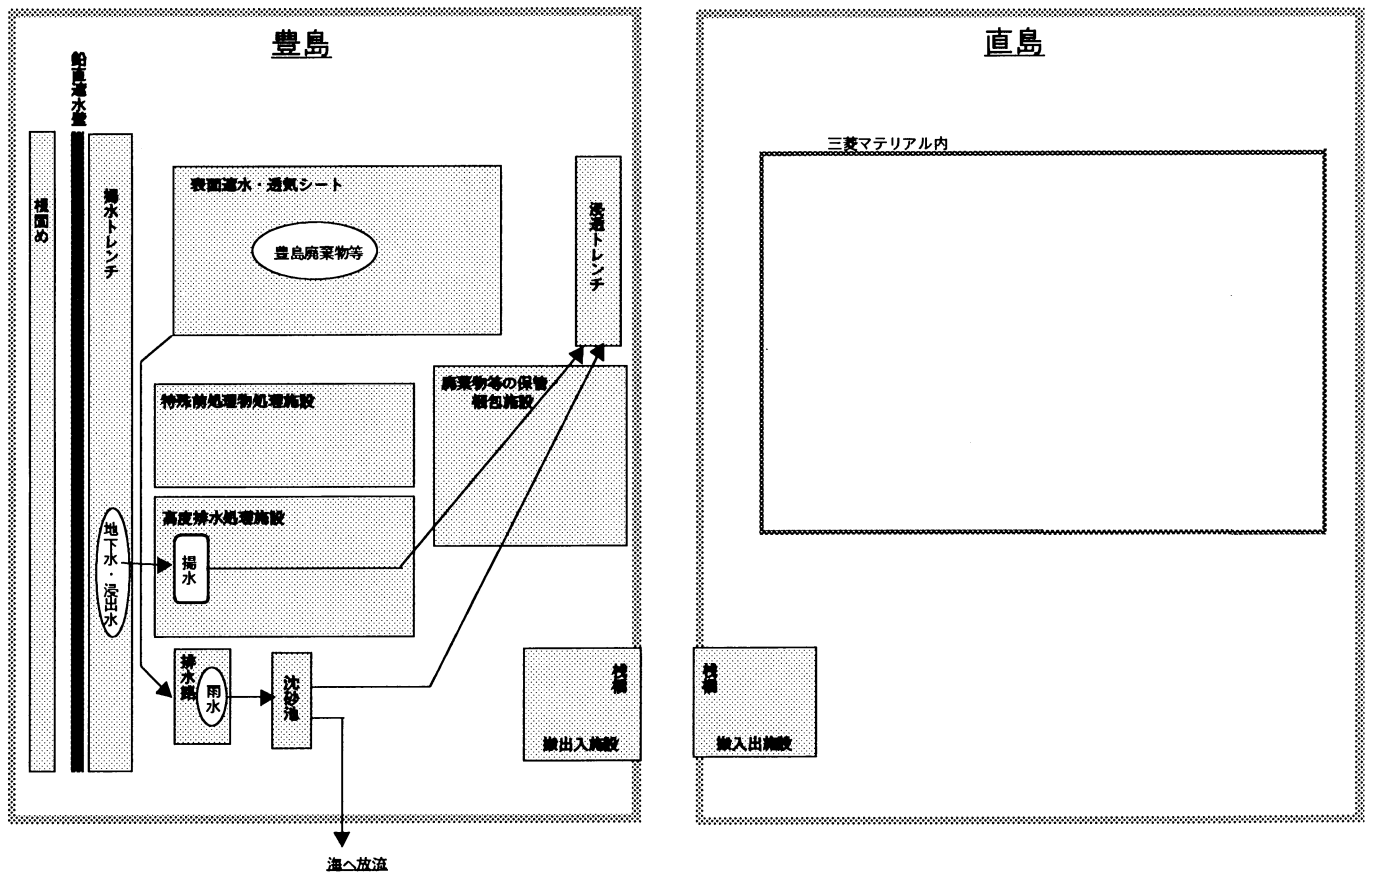 豊島
鉛直遮水壁
根固め
揚水トレンチ
表面遮水・透気シート
豊島廃棄物等
浸透トレンチ
特殊前処理物処理施設
廃棄物等の保管
梱包施設
高度排水処理施設
地下水・浸出水
揚水
排水路
雨水
沈砂池
桟橋
搬出入施設
海へ放流
直島
三菱マテリアル内
桟橋
搬入出施設